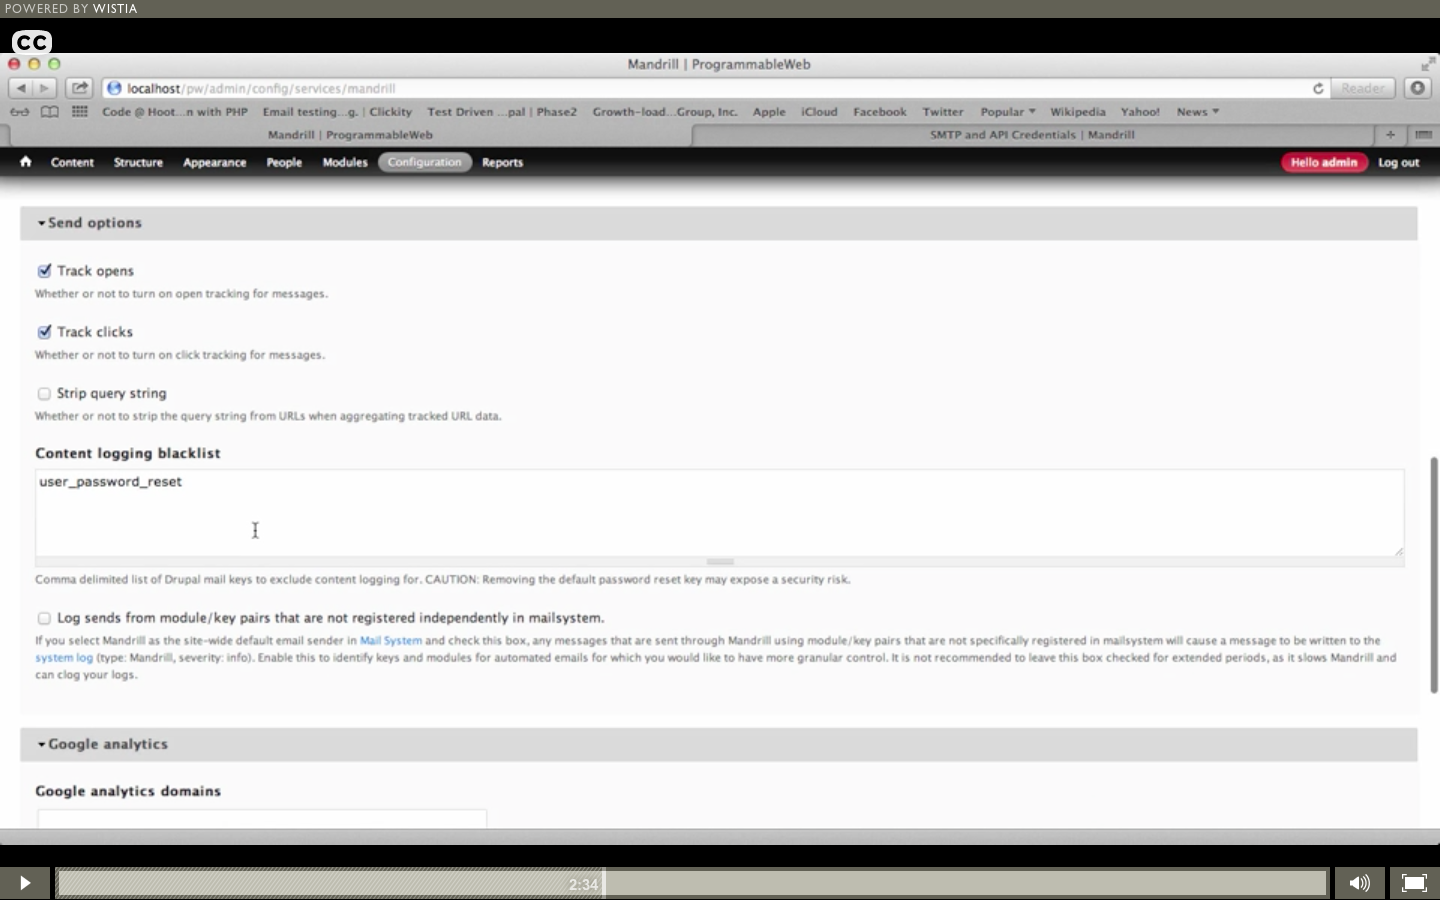 POWERED BY WISTIA
CC
Mandrill | ProgrammableWeb
localhost/pw/admin/config/services/mandrill
Reader
Code @ Hoot...n with PHP Email testing...g. | Clickity Test Driven ...pal | Phase2 Growth-load...Group, Inc. Apple iCloud Facebook Twitter Popular Wikipedia Yahoo! News
Mandrill | ProgrammableWeb SMTP and API Credentials | Mandrill
Content Structure Appearance People Modules Configuration Reports Hello admin Log out
Send options
Track opens
Whether or not to turn on open tracking for messages.
Track clicks
Whether or not to turn on click tracking for messages.
Strip query string
Whether or not to strip the query string from URLs when aggregating tracked URL data.
Content logging blacklist
user_password_reset
Comma delimited list of Drupal mail keys to exclude content logging for. CAUTION: Removing the default password reset key may expose a security risk.
Log sends from module/key pairs that are not registered independently in mailsystem.
If you select Mandrill as the site-wide default email sender in Mail System and check this box, any messages that are sent through Mandrill using module/key pairs that are not specifically registered in mailsystem will cause a message to be written to the
system log (type: Mandrill, severity: info). Enable this to identify keys and modules for automated emails for which you would like to have more granular control. It is not recommended to leave this box checked for extended periods, as it slows Mandrill and
can clog your logs.
Google analytics
Google analytics domains
2:34